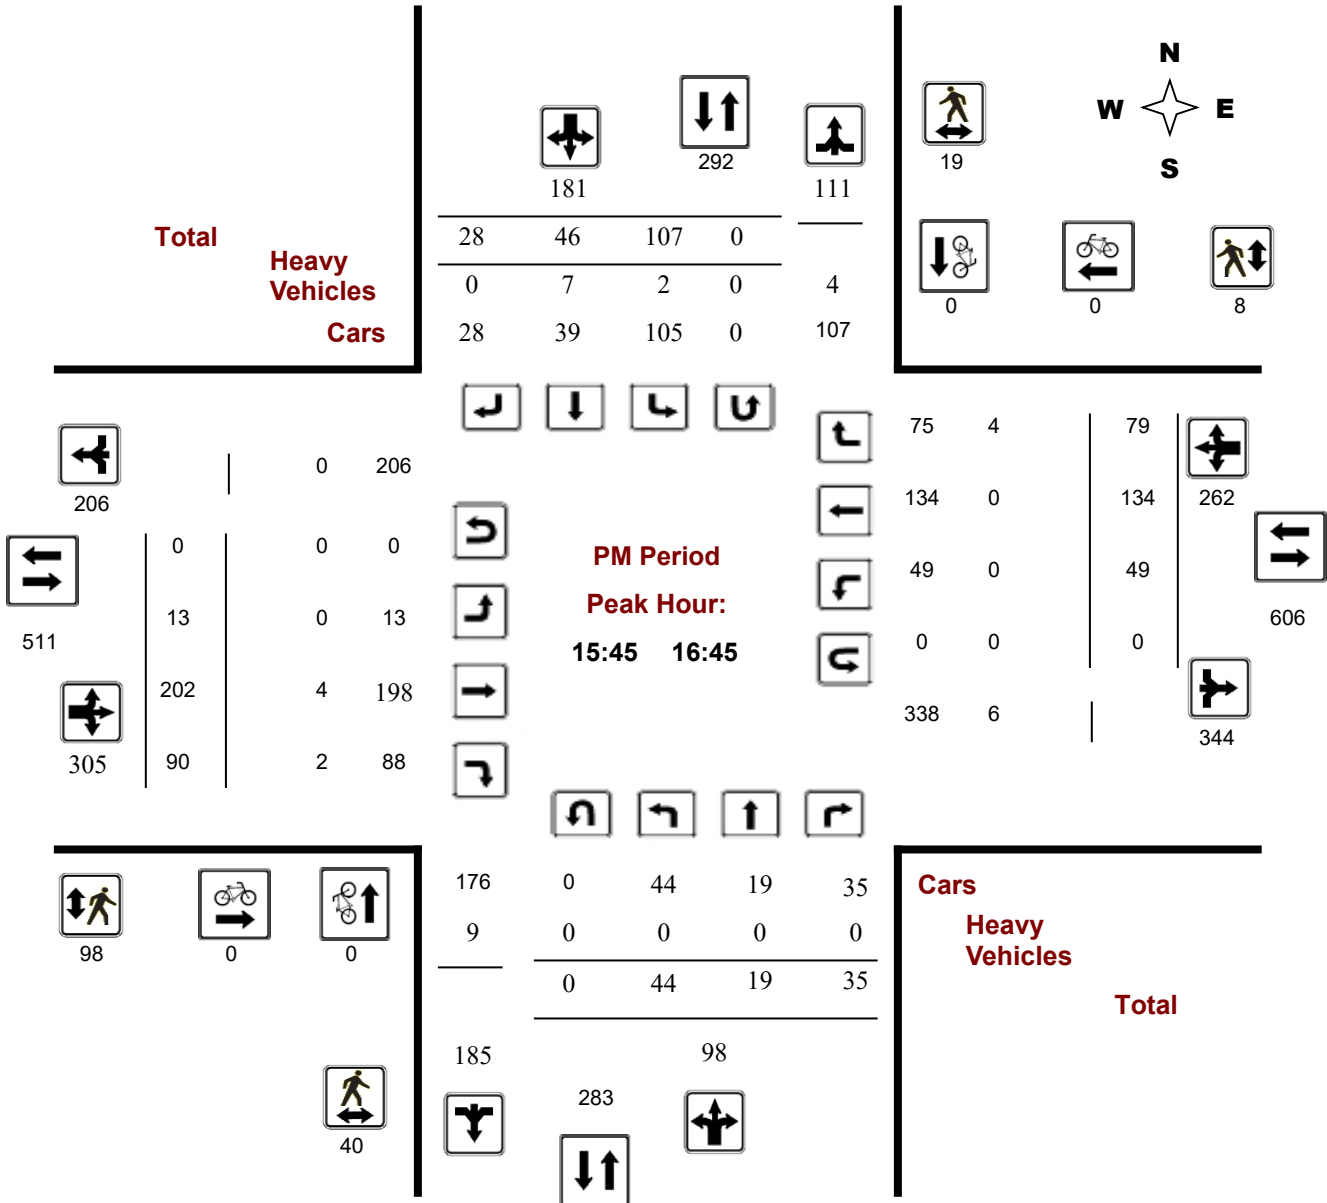 N
W E
S
292
19
181
111
Total
28 46 107 0
Heavy
Vehicles
0 7 2 0 4
0 0 8
Cars
28 39 105 0 107
75 4 79
0 206
206
134 0 134 262
0 0 0
PM Period
49 0 49
Peak Hour:
13 0 13
606
511
15:45 16:45
0 0 0
202 4 198
338 6
344
305
90 2 88
176 0 44 19 35
Cars
9 0 0 0 0
Heavy
Vehicles
98 0 0
0 44 19 35
Total
185 98
283
40